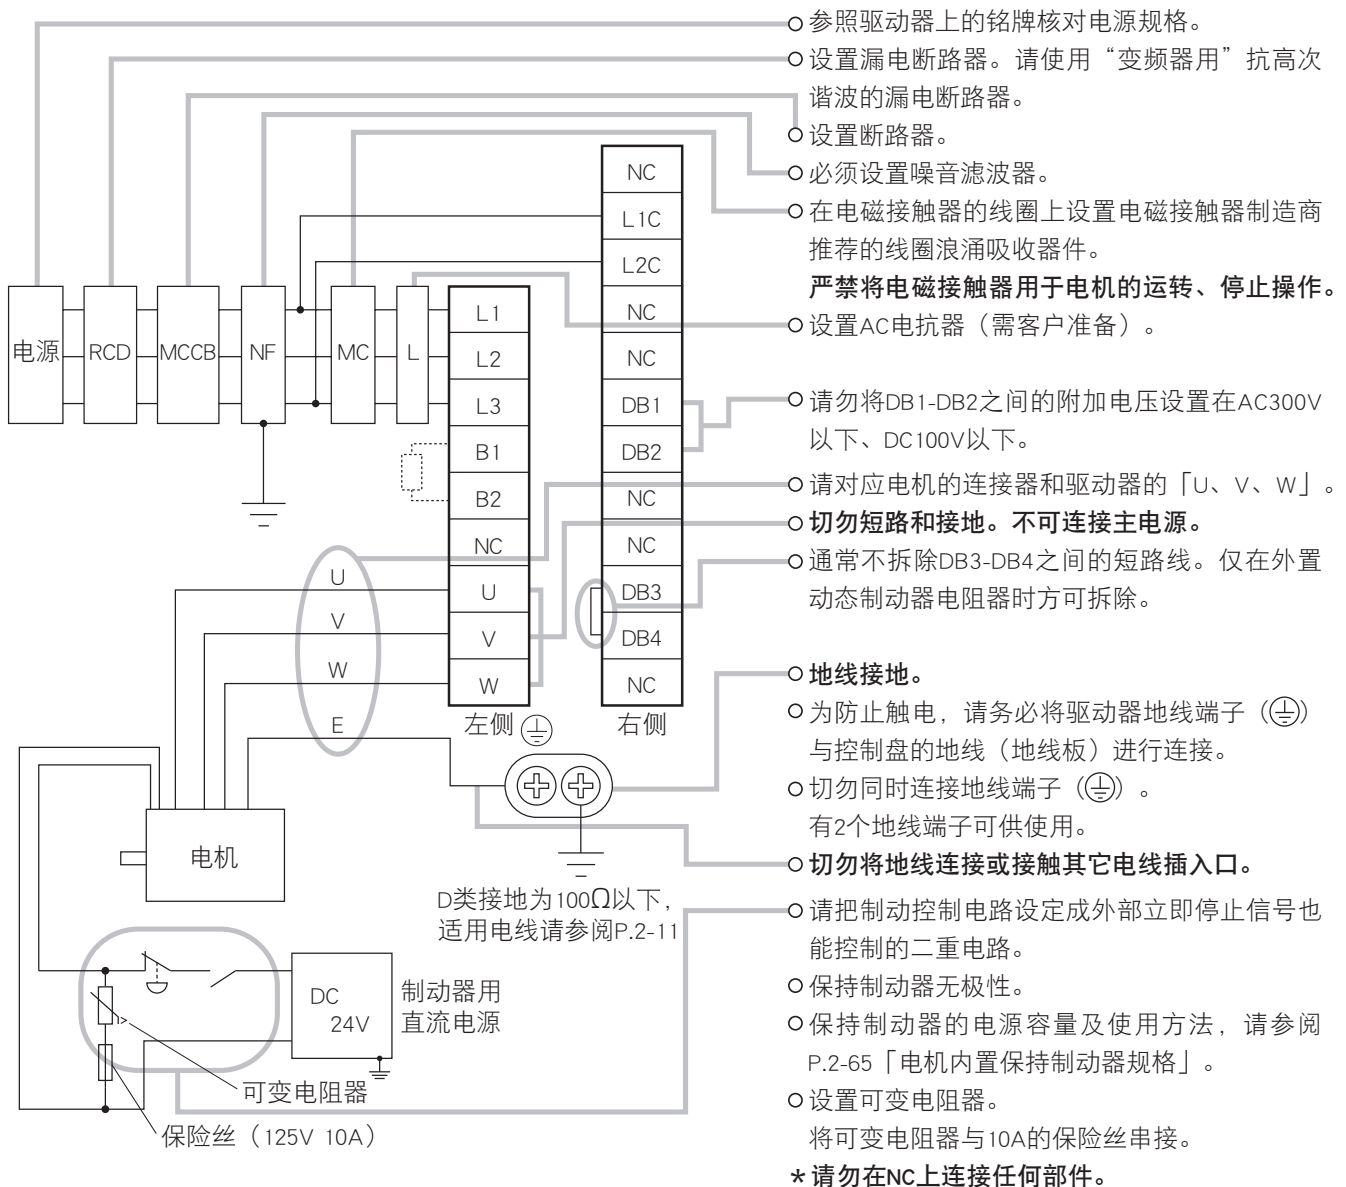 参照驱动器上的铭牌核对电源规格。
设置漏电断路器。请使用“变频器用”抗高次
谐波的漏电断路器。
设置断路器。
必须设置噪音滤波器。
在电磁接触器的线圈上设置电磁接触器制造商
推荐的线圈浪涌吸收器件。
严禁将电磁接触器用于电机的运转、停止操作。
设置AC电抗器（需客户准备）。
请勿将DB1-DB2之间的附加电压设置在AC300V
以下、DC100V以下。
请对应电机的连接器和驱动器的「U、V、W」。
切勿短路和接地。不可连接主电源。
通常不拆除DB3-DB4之间的短路线。仅在外置
动态制动器电阻器时方可拆除。
地线接地。
为防止触电，请务必将驱动器地线端子（⏚）
与控制盘的地线（地线板）进行连接。
切勿同时连接地线端子（⏚）。
有2个地线端子可供使用。
切勿将地线连接或接触其它电线插入口。
请把制动控制电路设定成外部立即停止信号也
能控制的二重电路。
保持制动器无极性。
保持制动器的电源容量及使用方法，请参阅
P.2-65「电机内置保持制动器规格」。
设置可变电阻器。
将可变电阻器与10A的保险丝串接。
*请勿在NC上连接任何部件。
电源
RCD
MCCB
NF
MC
L
L1
L2
L3
B1
B2
NC
U
V
W
左侧
NC
L1C
L2C
NC
NC
DB1
DB2
NC
NC
DB3
DB4
NC
右侧
U
V
W
E
电机
D类接地为100Ω以下，
适用电线请参阅P.2-11
DC
24V
制动器用
直流电源
可变电阻器
保险丝（125V 10A）